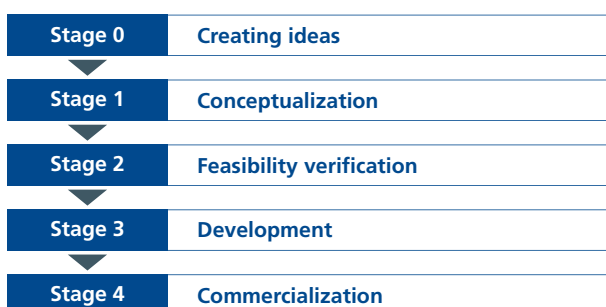 Stage 0 Creating ideas
Stage 1 Conceptualization
Stage 2 Feasibility verification
Stage 3 Development
Stage 4 Commercialization